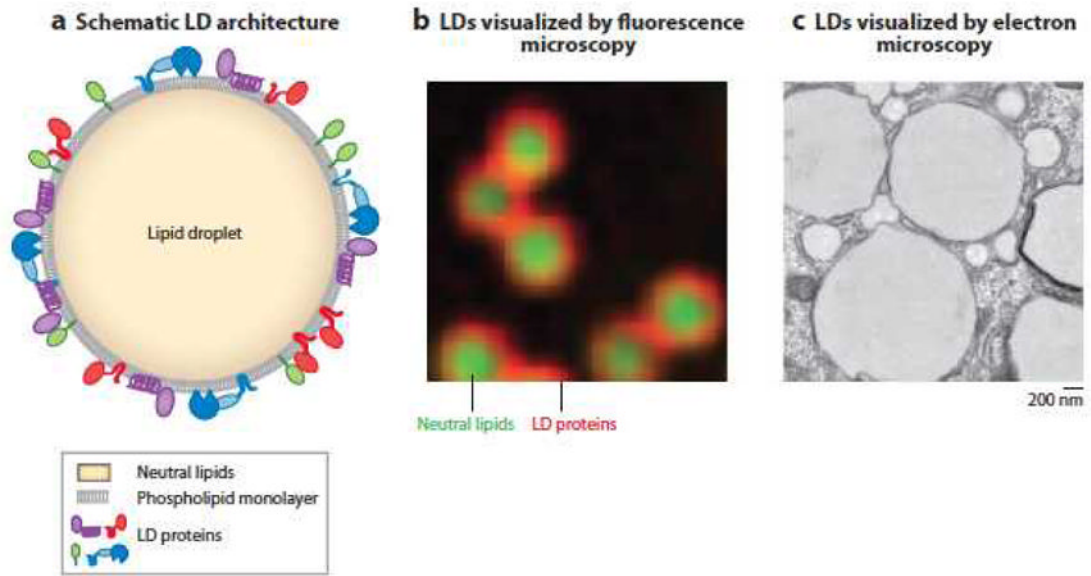 a Schematic LD architecture
Lipid droplet
Neutral lipids
Phospholipid monolayer
LD proteins
b LDs visualized by fluorescence
microscopy
Neutral lipids LD proteins
c LDs visualized by electron
microscopy
200 nm